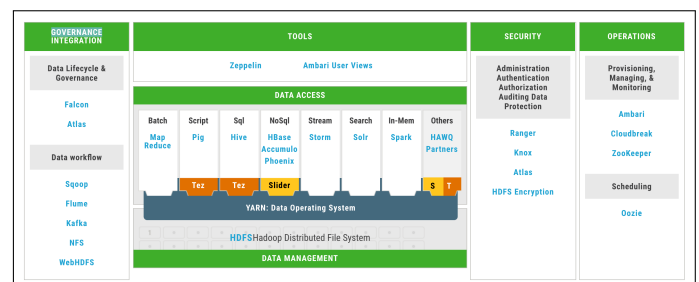 GOVERNANCE
INTEGRATION
Data Lifecycle &
Governance
Falcon
Atlas
Data workflow
Sqoop
Flume
Kafka
NFS
WebHDFS
TOOLS
Zeppelin Ambari User Views
DATA ACCESS
Batch Script Sql NoSql Stream Search In-Mem Others
Map Pig Hive HBase Storm Solr Spark HAWQ
Reduce Accumulo Partners
Phoenix
Tez Tez Slider S T
YARN: Data Operating System
HDFSHadoop Distributed File System
DATA MANAGEMENT
SECURITY
Administration
Authentication
Authorization
Auditing Data
Protection
Ranger
Knox
Atlas
HDFS Encryption
OPERATIONS
Provisioning,
Managing, &
Monitoring
Ambari
Cloudbreak
ZooKeeper
Scheduling
Oozie